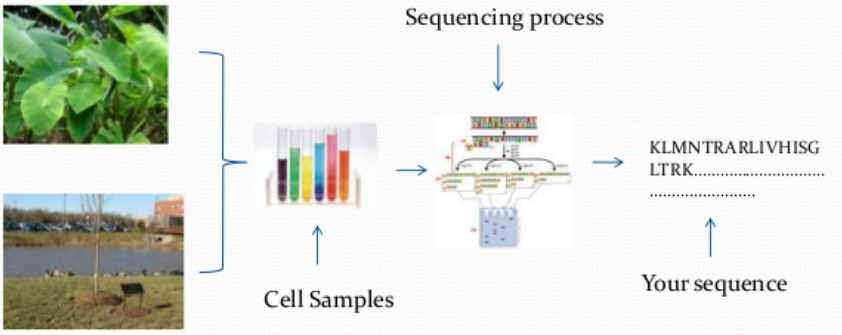 Sequencing process
KLMNTRARLIVHISG
LTRK.................................
..........................
Cell Samples
Your sequence